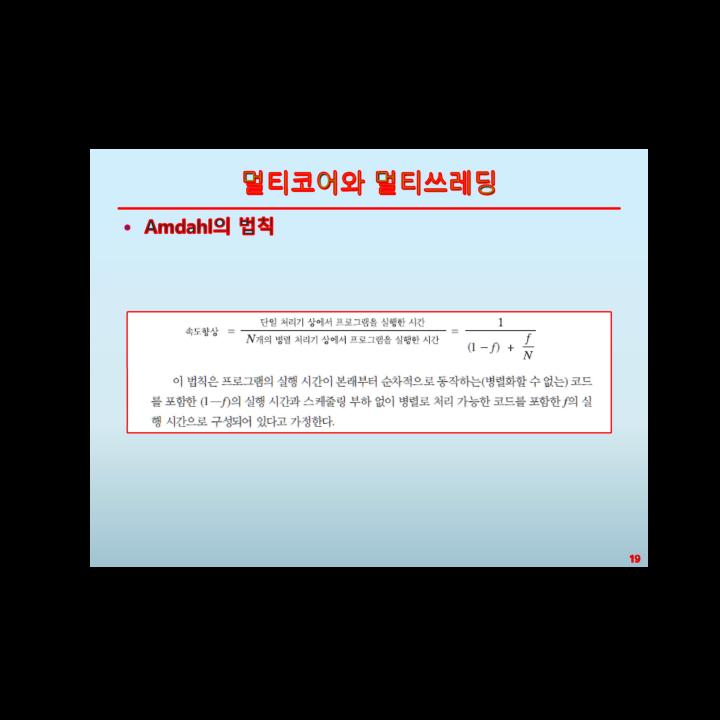 멀티코어와 멀티쓰레딩
• Amdahl의 법칙
속도향상 = 단일 처리기 상에서 프로그램을 실행한 시간 / N개의 병렬 처리기 상에서 프로그램을 실행한 시간 = 1 / ((1 − f) + f/N)
이 법칙은 프로그램의 실행 시간이 본래부터 순차적으로 동작하는(병렬화할 수 없는) 코드
를 포함한 (1−f)의 실행 시간과 스케줄링 부하 없이 병렬로 처리 가능한 코드를 포함한 f의 실
행 시간으로 구성되어 있다고 가정한다.
19